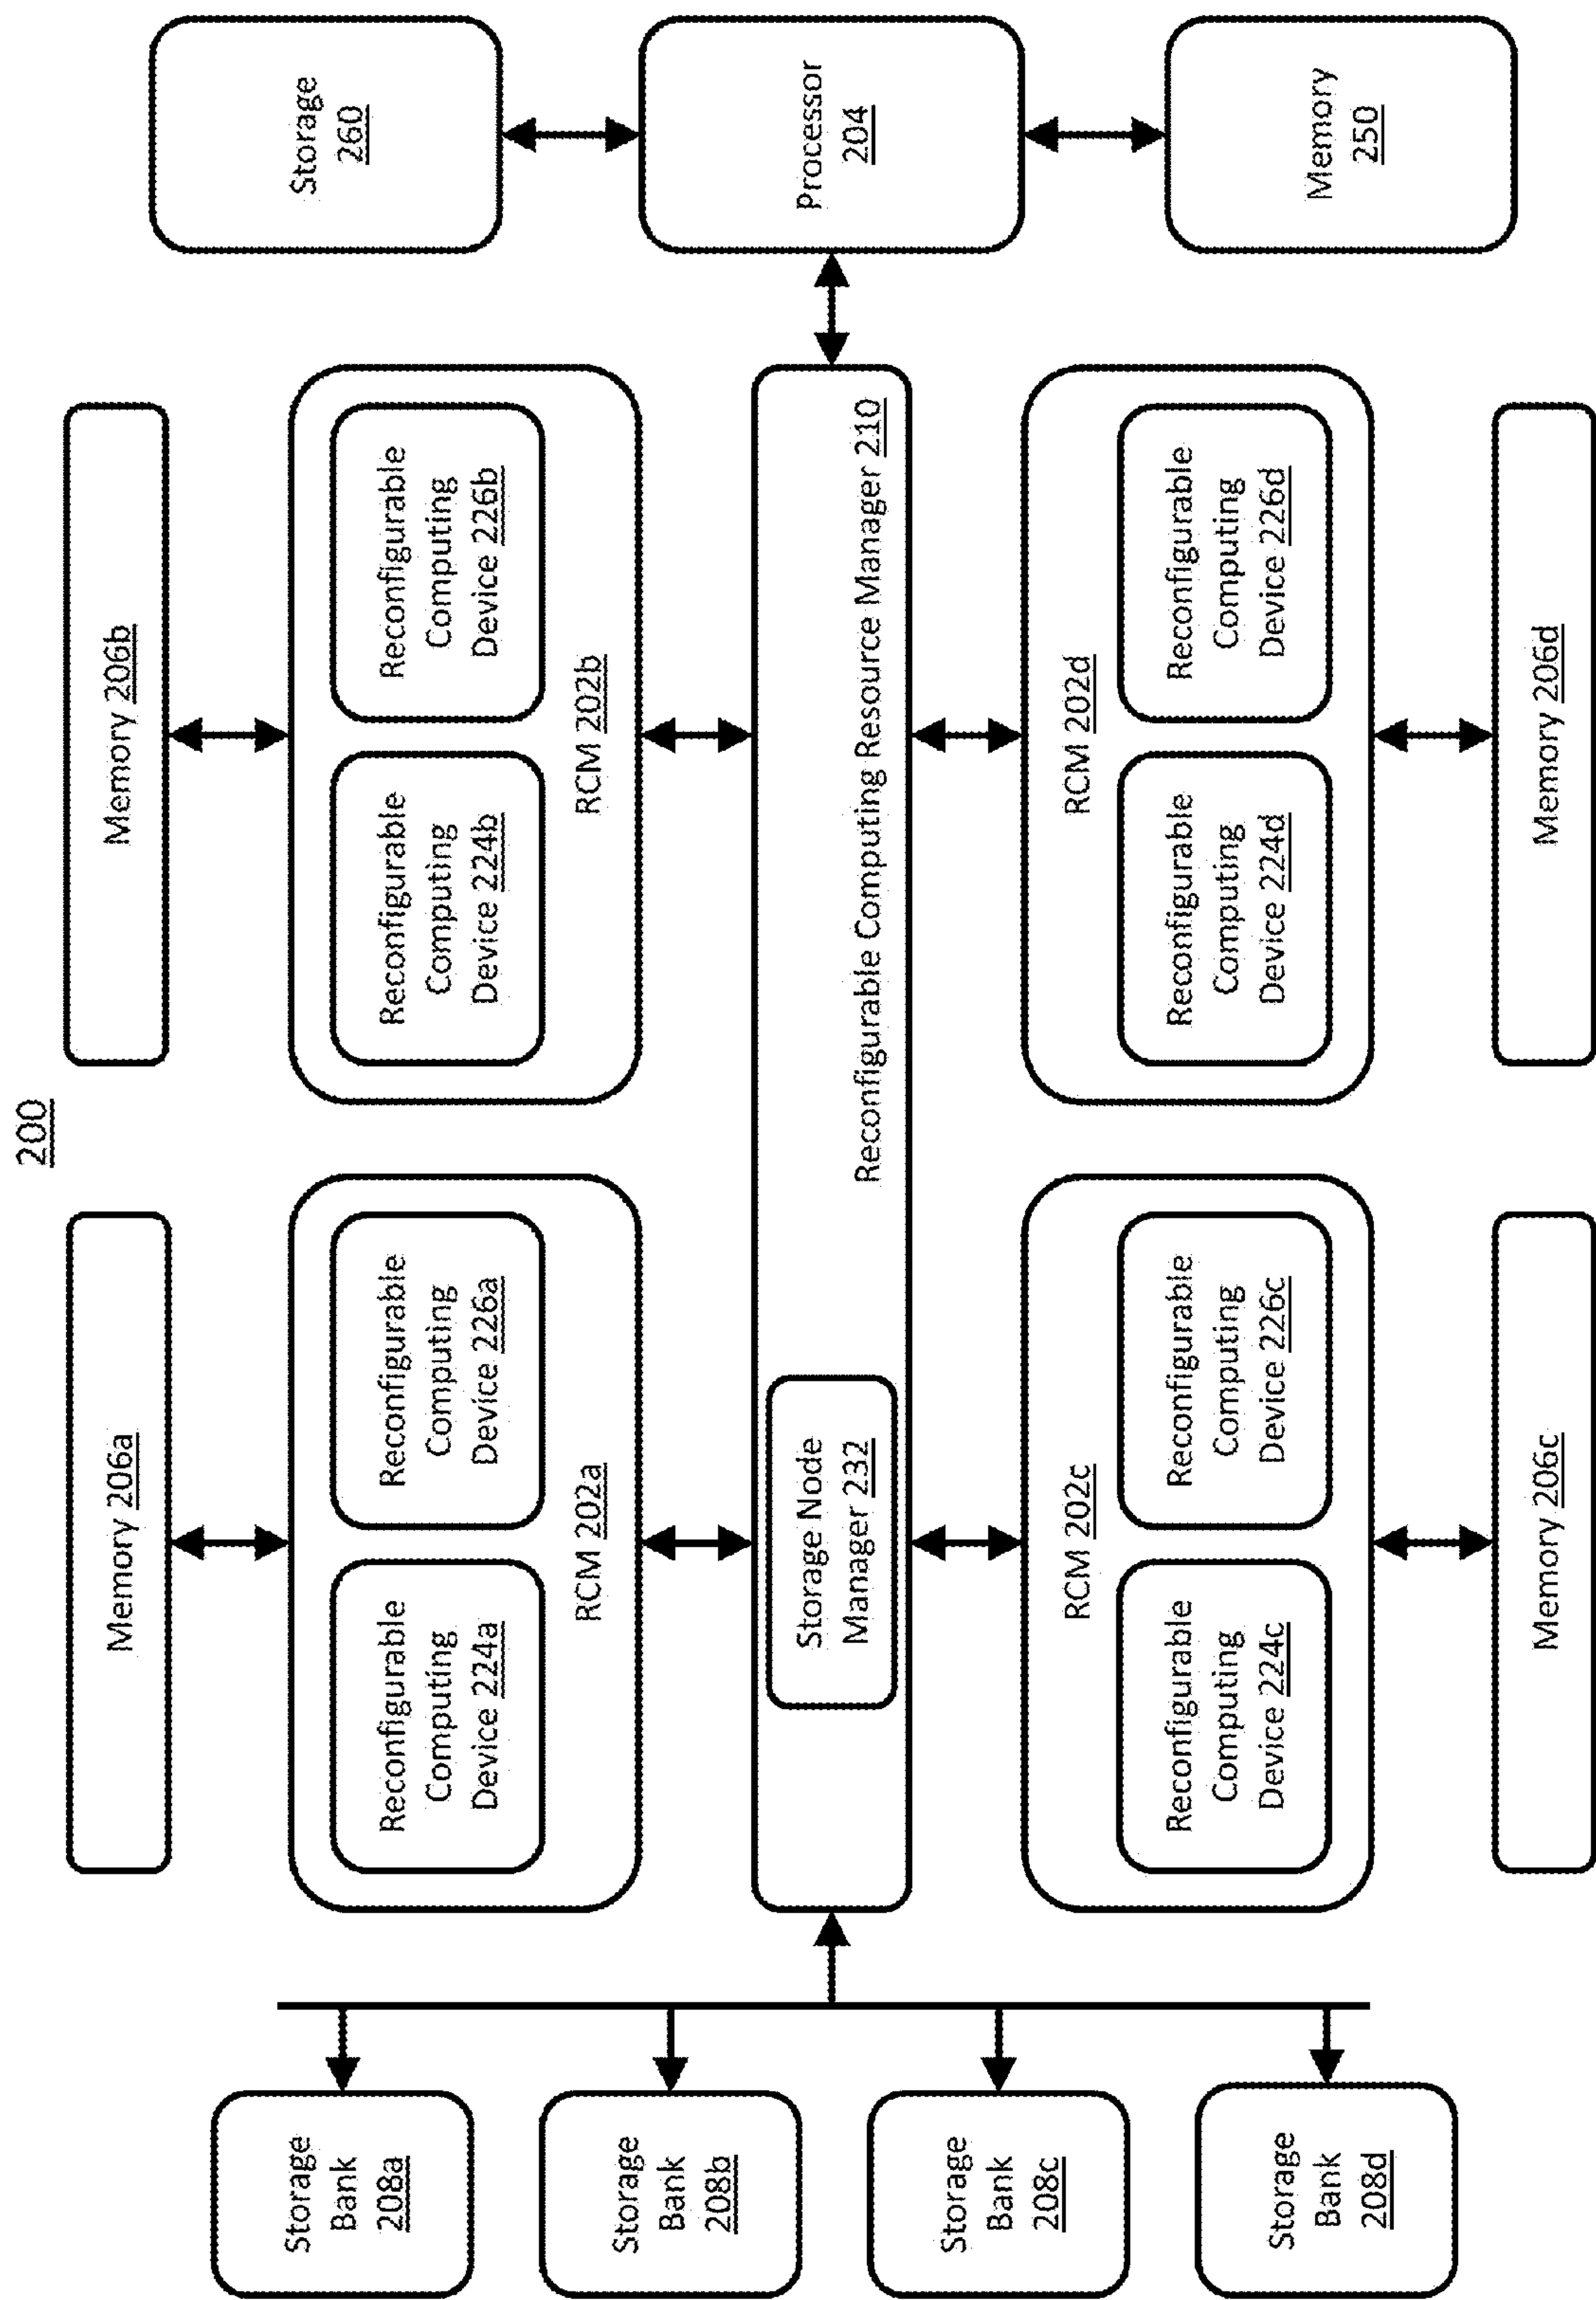 200
Memory 206a
Memory 206b
Storage
260
Storage
Bank
208a
Reconfigurable
Computing
Device 224a
Reconfigurable
Computing
Device 226a
RCM 202a
Reconfigurable
Computing
Device 224b
Reconfigurable
Computing
Device 226b
RCM 202b
Storage
Bank
208b
Storage Node
Manager 232
Reconfigurable Computing Resource Manager 210
Processor
204
Storage
Bank
208c
RCM 202c
Reconfigurable
Computing
Device 224c
Reconfigurable
Computing
Device 226c
RCM 202d
Reconfigurable
Computing
Device 224d
Reconfigurable
Computing
Device 226d
Storage
Bank
208d
Memory
250
Memory 206c
Memory 206d